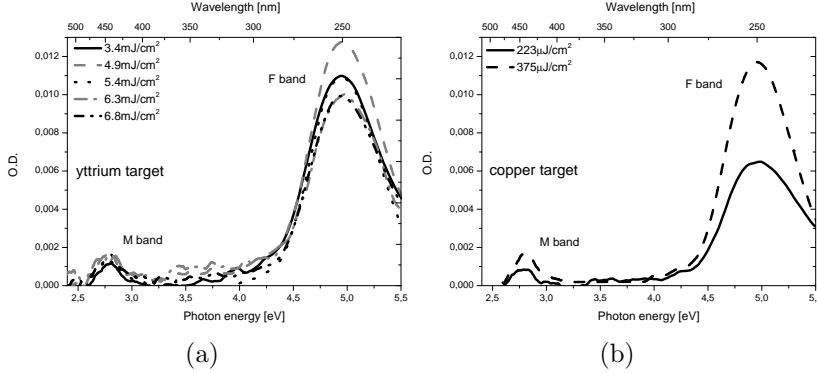 Wavelength [nm]
500 450 400 350 300 250
0,012
0,010
0,008
0,006
0,004
0,002
0,000
O.D.
3.4mJ/cm²
4.9mJ/cm²
5.4mJ/cm²
6.3mJ/cm²
6.8mJ/cm²
F band
yttrium target
M band
2,5 3,0 3,5 4,0 4,5 5,0 5,5
Photon energy [eV]
(a)
Wavelength [nm]
500 450 400 350 300 250
0,012
0,010
0,008
0,006
0,004
0,002
0,000
O.D.
223µJ/cm²
375µJ/cm²
F band
copper target
M band
2,5 3,0 3,5 4,0 4,5 5,0 5,
Photon energy [eV]
(b)